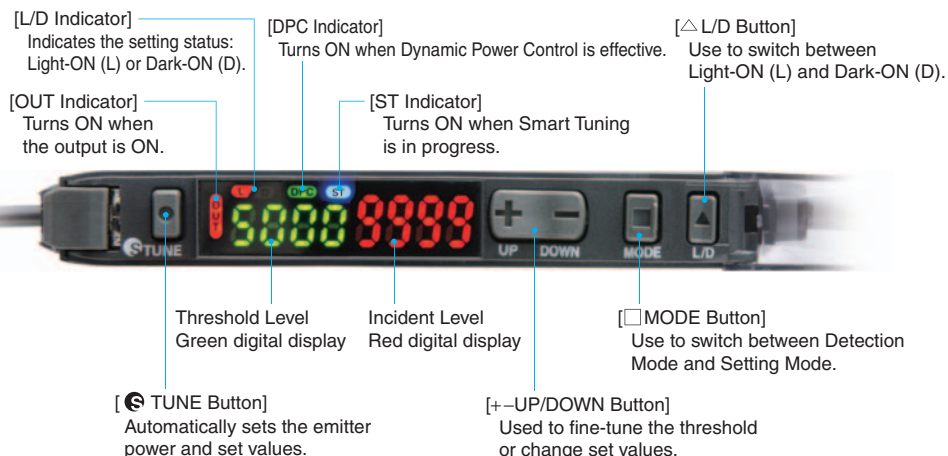 [L/D Indicator]
Indicates the setting status:
Light-ON (L) or Dark-ON (D).
[DPC Indicator]
Turns ON when Dynamic Power Control is effective.
[△ L/D Button]
Use to switch between
Light-ON (L) and Dark-ON (D).
[OUT Indicator]
Turns ON when
the output is ON.
[ST Indicator]
Turns ON when Smart Tuning
is in progress.
L DPC ST
OUT
5000 9999
S TUNE
+ −
UP DOWN
MODE
L/D
Threshold Level
Green digital display
Incident Level
Red digital display
[□ MODE Button]
Use to switch between Detection
Mode and Setting Mode.
[S TUNE Button]
Automatically sets the emitter
power and set values.
[+−UP/DOWN Button]
Used to fine-tune the threshold
or change set values.